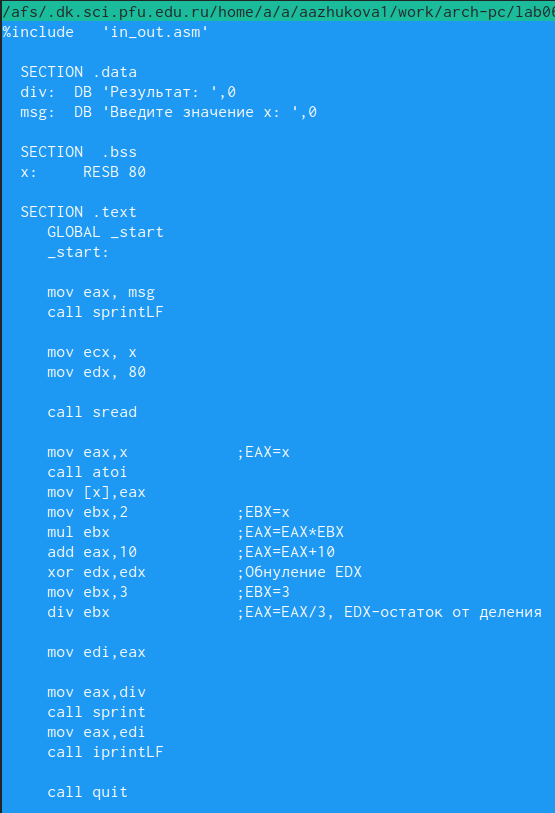 /afs/.dk.sci.pfu.edu.ru/home/a/a/aazhukova1/work/arch-pc/lab06
%include   'in_out.asm'
SECTION .data
div:  DB 'Результат: ',0
msg:  DB 'Введите значение x: ',0
SECTION  .bss
x:     RESB 80
SECTION .text
GLOBAL _start
_start:
mov eax, msg
call sprintLF
mov ecx, x
mov edx, 80
call sread
mov eax,x            ;EAX=x
call atoi
mov [x],eax
mov ebx,2            ;EBX=x
mul ebx              ;EAX=EAX*EBX
add eax,10           ;EAX=EAX+10
xor edx,edx          ;Обнуление EDX
mov ebx,3            ;EBX=3
div ebx              ;EAX=EAX/3, EDX-остаток от деления
mov edi,eax
mov eax,div
call sprint
mov eax,edi
call iprintLF
call quit